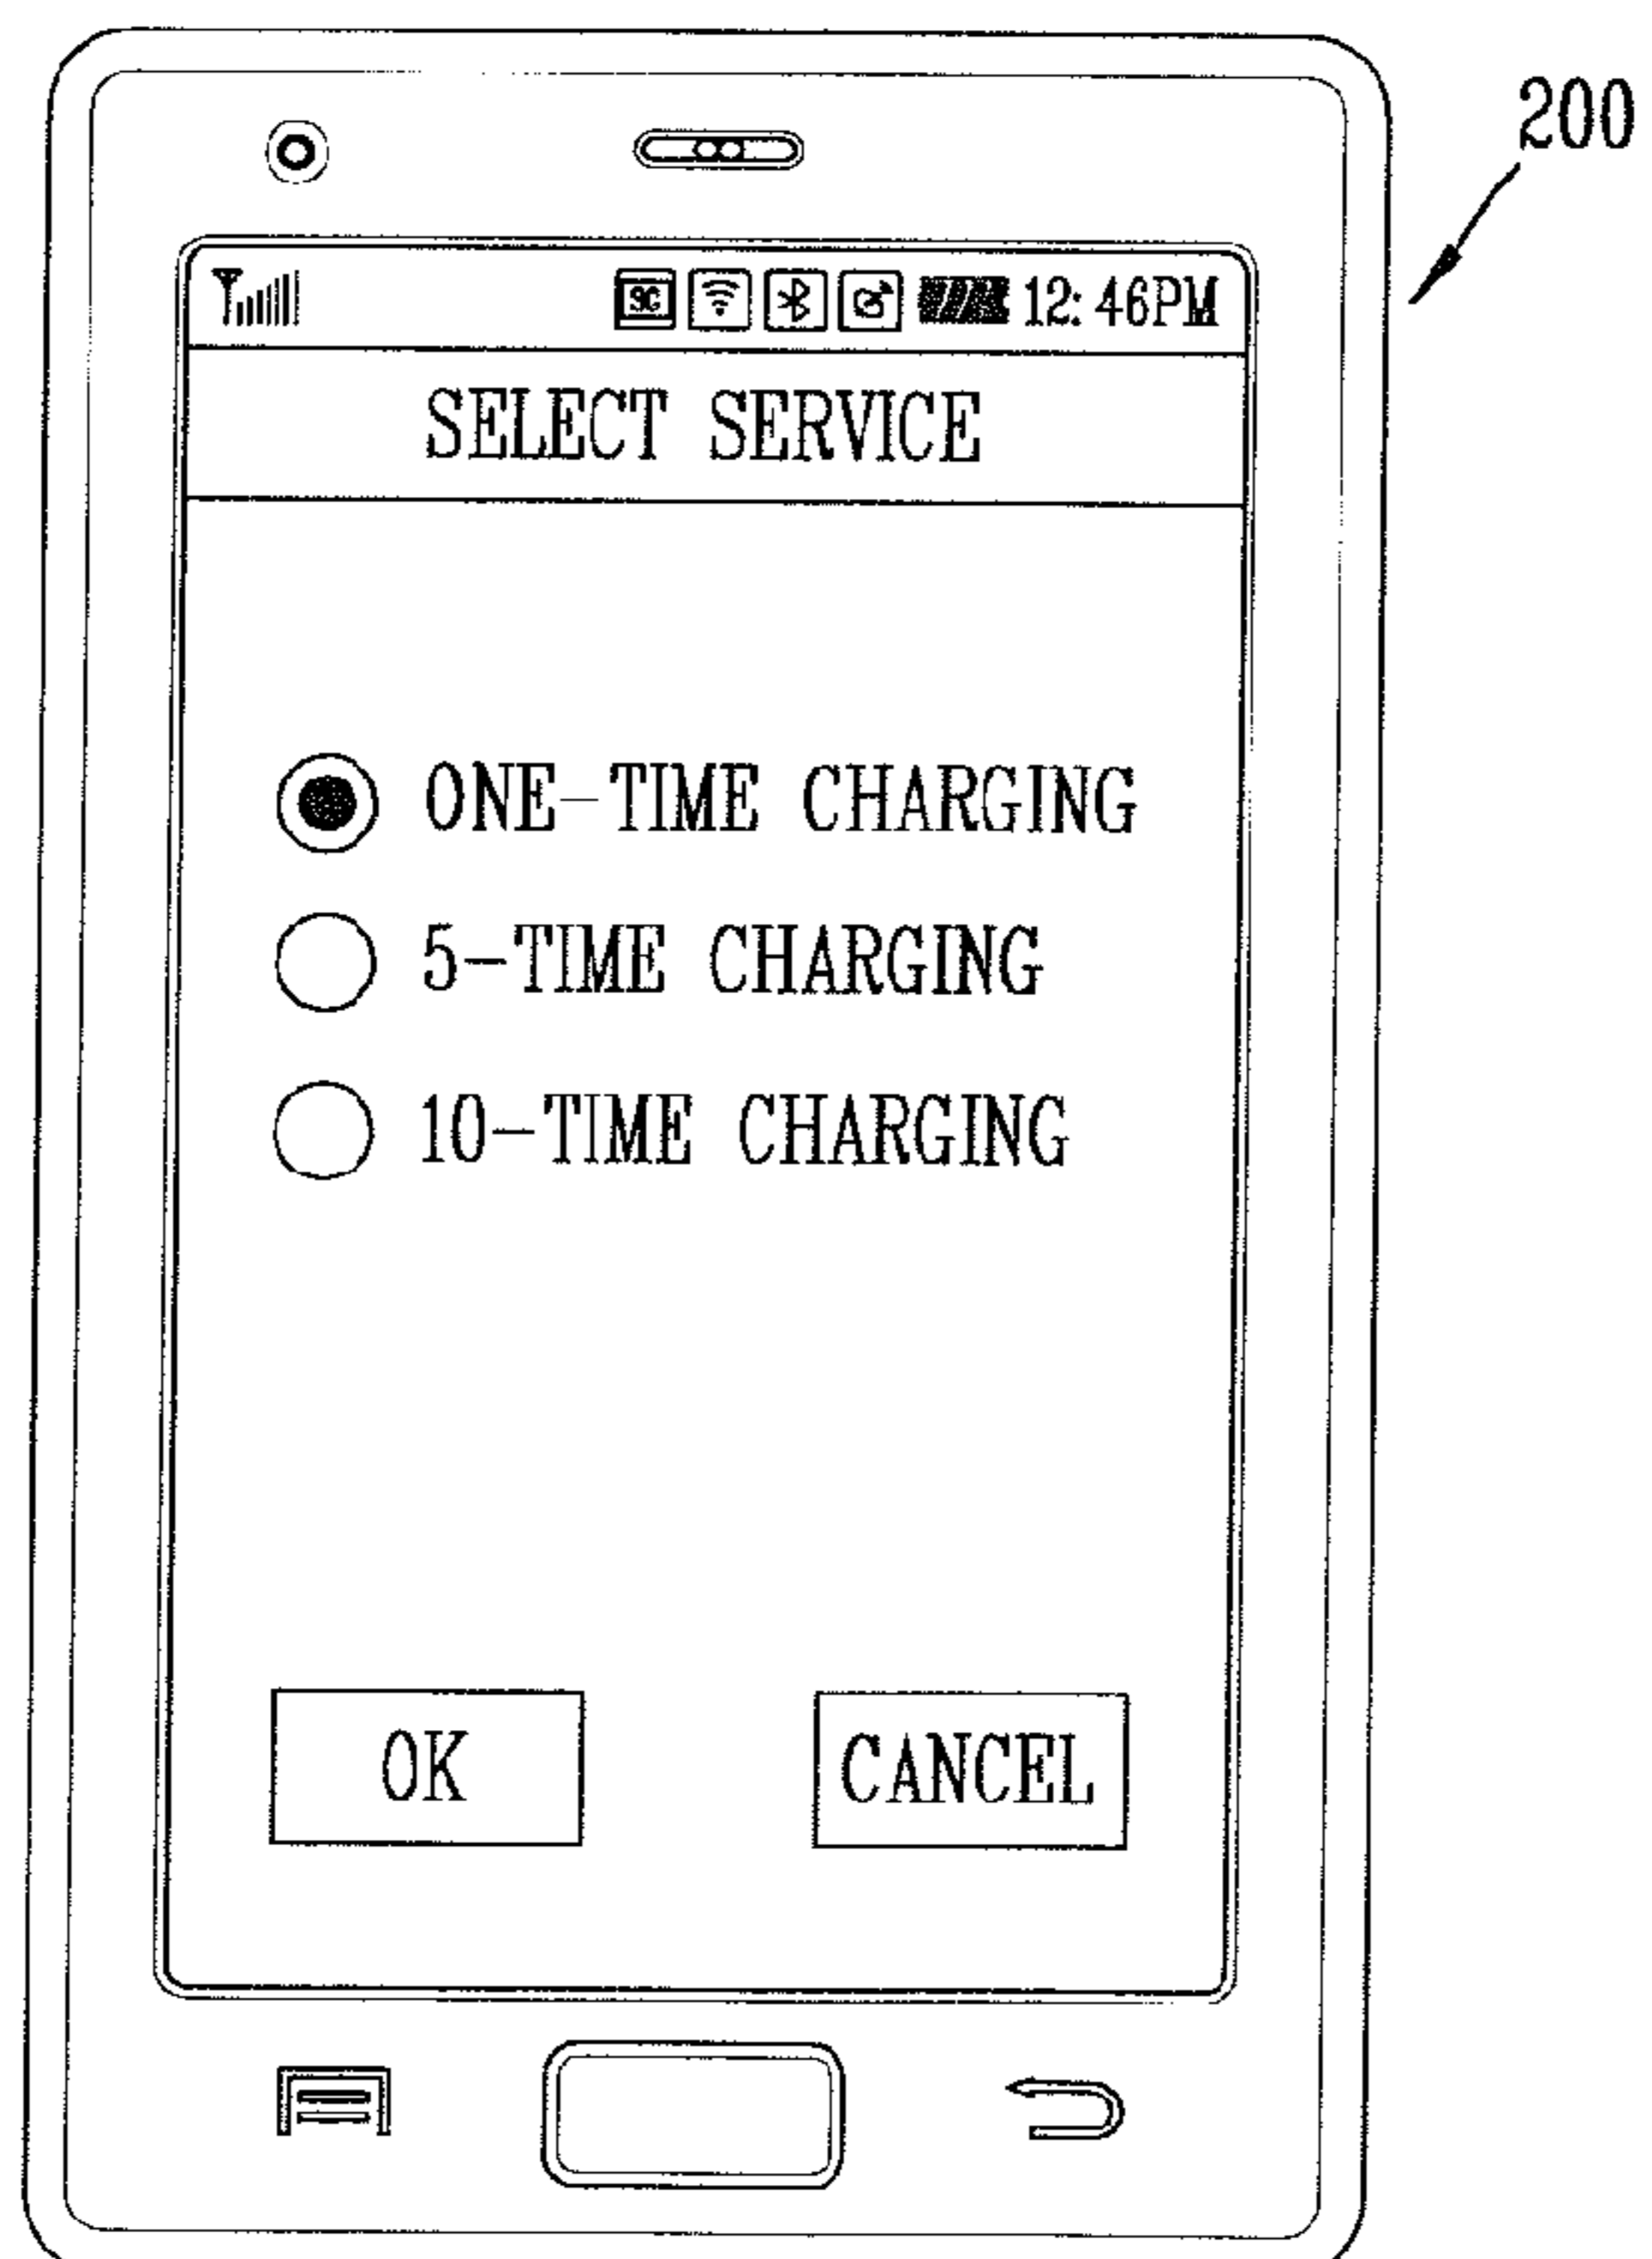 200
12:46PM
SELECT SERVICE
ONE-TIME CHARGING
5-TIME CHARGING
10-TIME CHARGING
OK
CANCEL